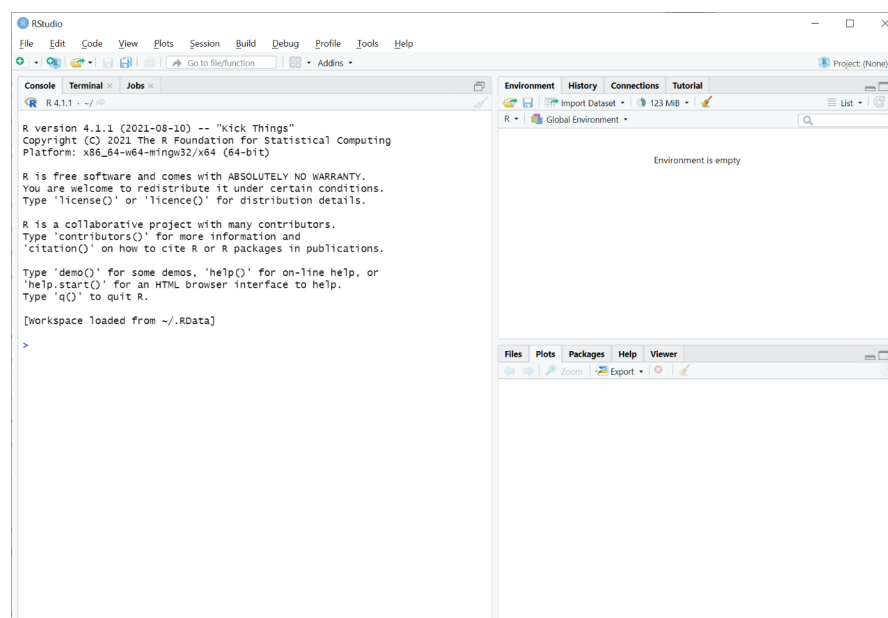 RStudio
File Edit Code View Plots Session Build Debug Profile Tools Help
Go to file/function Addins Project: (None)
Console Terminal Jobs
R 4.1.1 · ~/
R version 4.1.1 (2021-08-10) -- "Kick Things"
Copyright (C) 2021 The R Foundation for Statistical Computing
Platform: x86_64-w64-mingw32/x64 (64-bit)
R is free software and comes with ABSOLUTELY NO WARRANTY.
You are welcome to redistribute it under certain conditions.
Type 'license()' or 'licence()' for distribution details.
R is a collaborative project with many contributors.
Type 'contributors()' for more information and
'citation()' on how to cite R or R packages in publications.
Type 'demo()' for some demos, 'help()' for on-line help, or
'help.start()' for an HTML browser interface to help.
Type 'q()' to quit R.
[Workspace loaded from ~/.RData]
>
Environment History Connections Tutorial
Import Dataset 123 MiB List
R Global Environment
Environment is empty
Files Plots Packages Help Viewer
Zoom Export